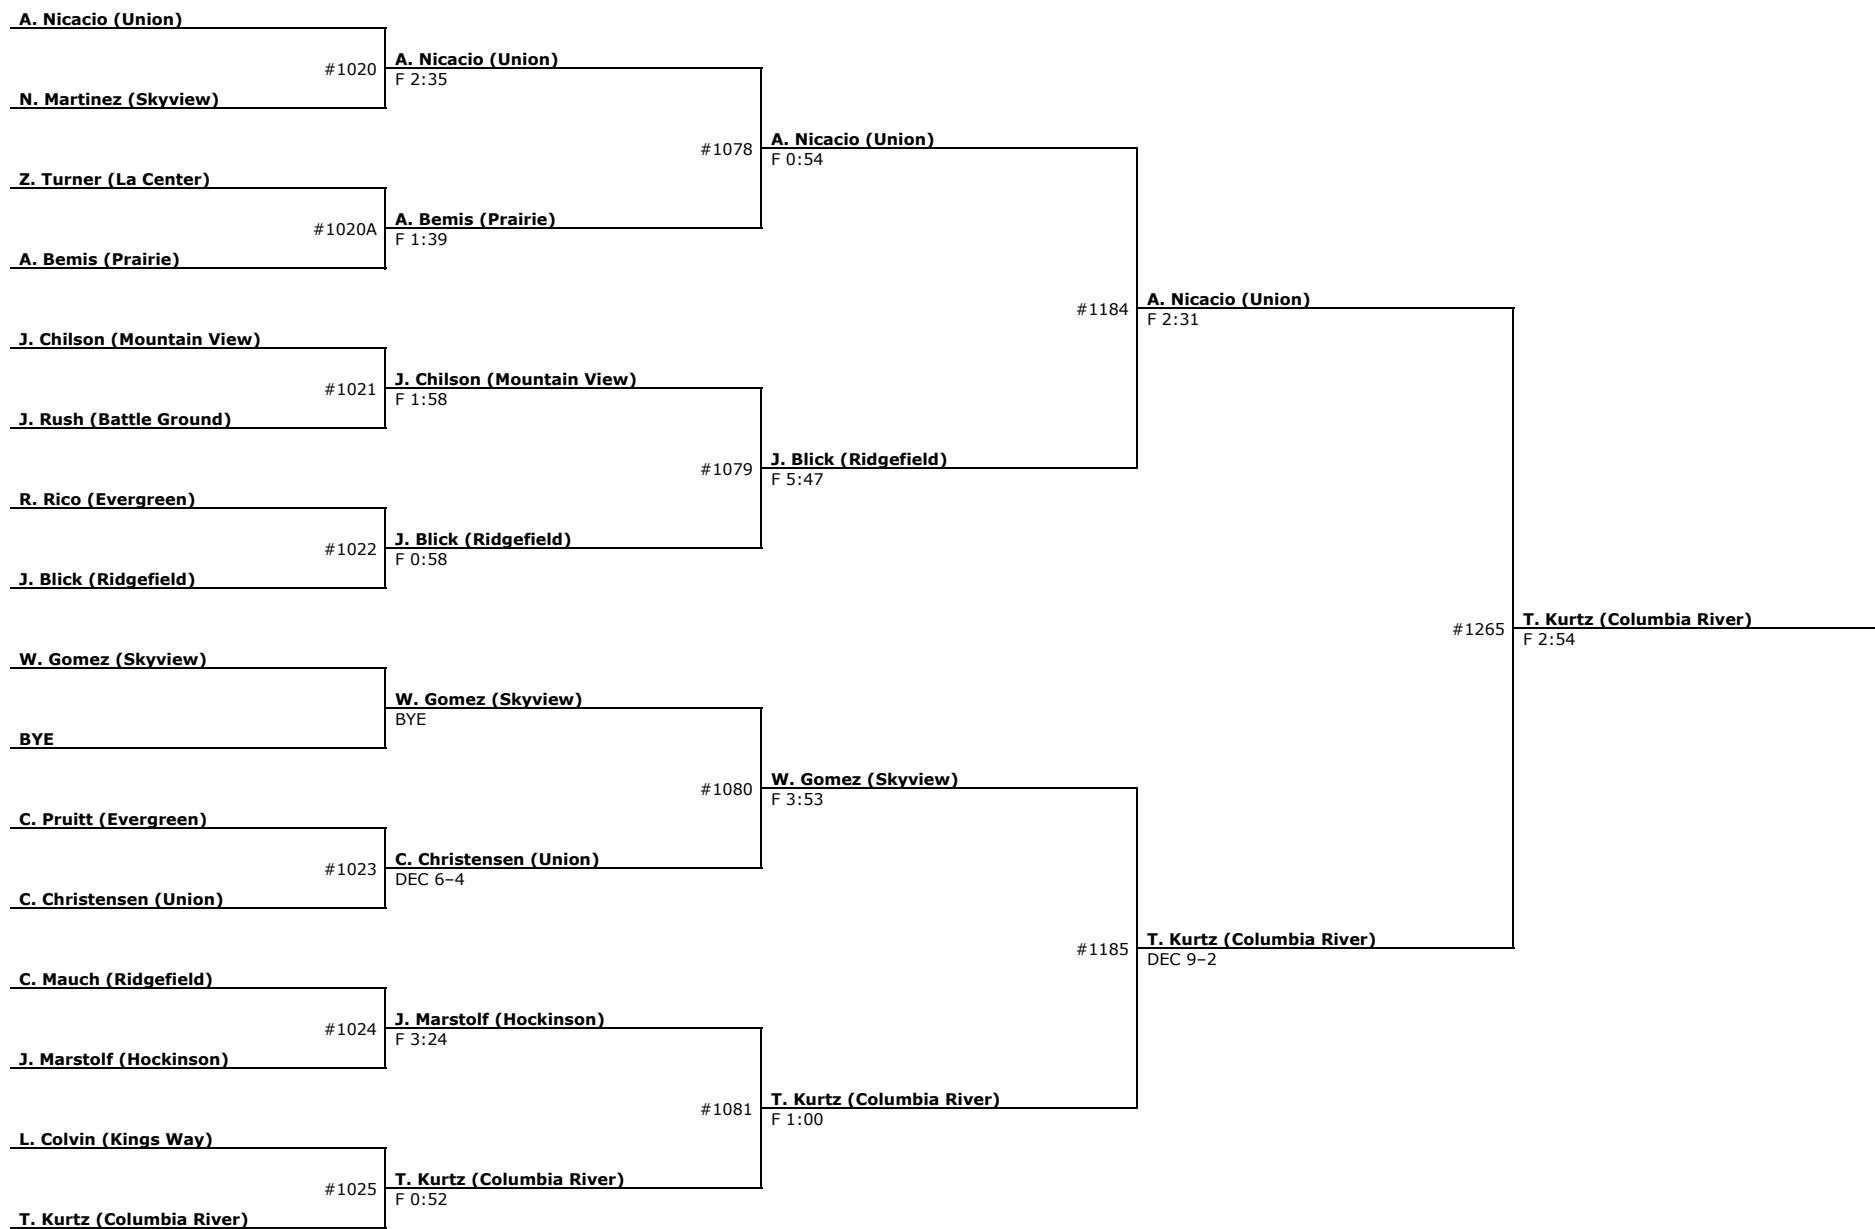 A. Nicacio (Union)
#1020
N. Martinez (Skyview)
A. Nicacio (Union)
F 2:35
Z. Turner (La Center)
#1020A
A. Bemis (Prairie)
A. Bemis (Prairie)
F 1:39
#1078
A. Nicacio (Union)
F 0:54
J. Chilson (Mountain View)
#1021
J. Rush (Battle Ground)
J. Chilson (Mountain View)
F 1:58
R. Rico (Evergreen)
#1022
J. Blick (Ridgefield)
J. Blick (Ridgefield)
F 0:58
#1079
J. Blick (Ridgefield)
F 5:47
#1184
A. Nicacio (Union)
F 2:31
W. Gomez (Skyview)
BYE
W. Gomez (Skyview)
BYE
C. Pruitt (Evergreen)
#1023
C. Christensen (Union)
C. Christensen (Union)
DEC 6–4
#1080
W. Gomez (Skyview)
F 3:53
C. Mauch (Ridgefield)
#1024
J. Marstolf (Hockinson)
J. Marstolf (Hockinson)
F 3:24
L. Colvin (Kings Way)
#1025
T. Kurtz (Columbia River)
T. Kurtz (Columbia River)
F 0:52
#1081
T. Kurtz (Columbia River)
F 1:00
#1185
T. Kurtz (Columbia River)
DEC 9–2
#1265
T. Kurtz (Columbia River)
F 2:54